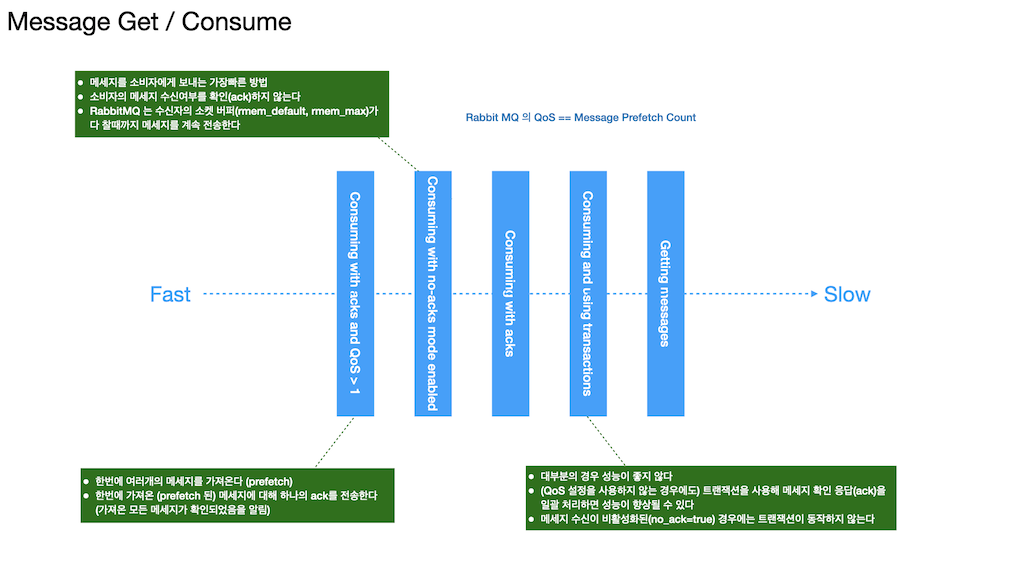 Message Get / Consume
● 메세지를 소비자에게 보내는 가장빠른 방법
● 소비자의 메세지 수신여부를 확인(ack)하지 않는다
● RabbitMQ 는 수신자의 소켓 버퍼(rmem_default, rmem_max)가
다 찰때까지 메세지를 계속 전송한다
Rabbit MQ 의 QoS == Message Prefetch Count
Fast
Consuming with acks and QoS > 1
Consuming with no-acks mode enabled
Consuming with acks
Consuming and using transactions
Getting messages
Slow
● 한번에 여러개의 메세지를 가져온다 (prefetch)
● 한번에 가져온 (prefetch 된) 메세지에 대해 하나의 ack를 전송한다
(가져온 모든 메세지가 확인되었음을 알림)
● 대부분의 경우 성능이 좋지 않다
● (QoS 설정을 사용하지 않는 경우에도) 트랜잭션을 사용해 메세지 확인 응답(ack)을
일괄 처리하면 성능이 향상될 수 있다
● 메세지 수신이 비활성화된(no_ack=true) 경우에는 트랜잭션이 동작하지 않는다